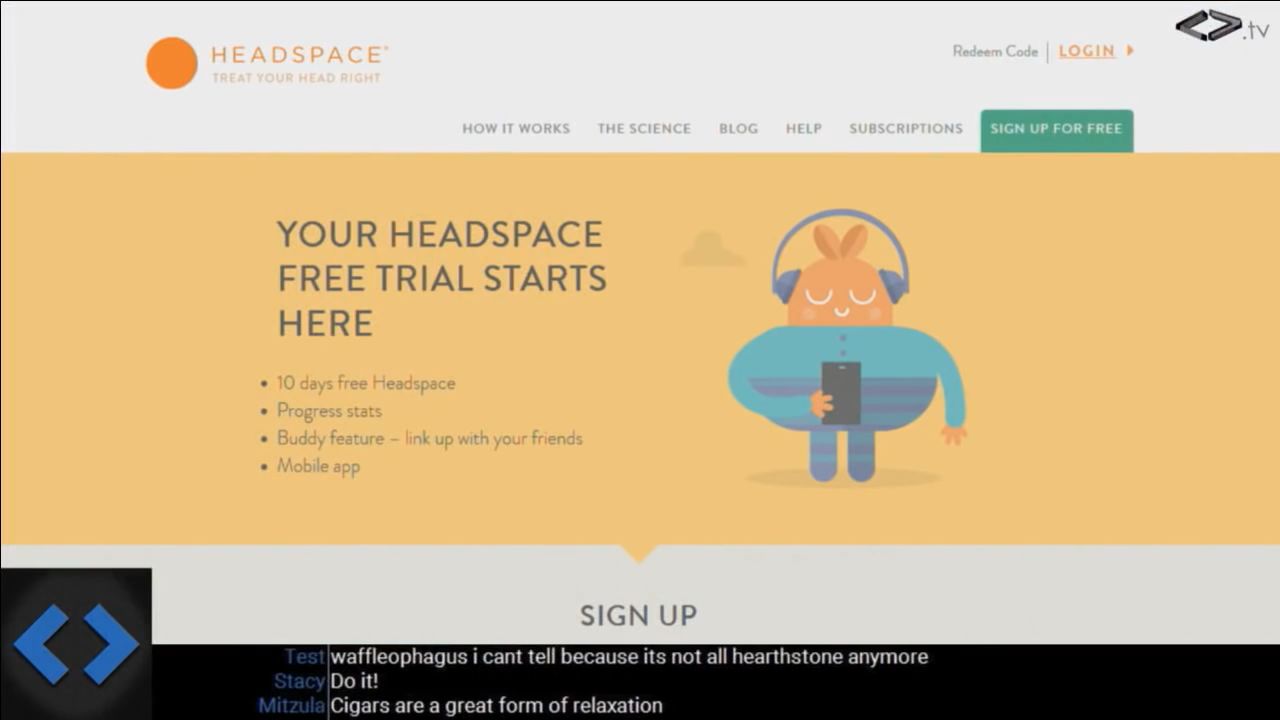 <>.tv
HEADSPACE®
TREAT YOUR HEAD RIGHT
Redeem Code | LOGIN
HOW IT WORKS THE SCIENCE BLOG HELP SUBSCRIPTIONS SIGN UP FOR FREE
YOUR HEADSPACE
FREE TRIAL STARTS
HERE
• 10 days free Headspace
• Progress stats
• Buddy feature – link up with your friends
• Mobile app
SIGN UP
Test waffleophagus i cant tell because its not all hearthstone anymore
Stacy Do it!
Mitzula Cigars are a great form of relaxation